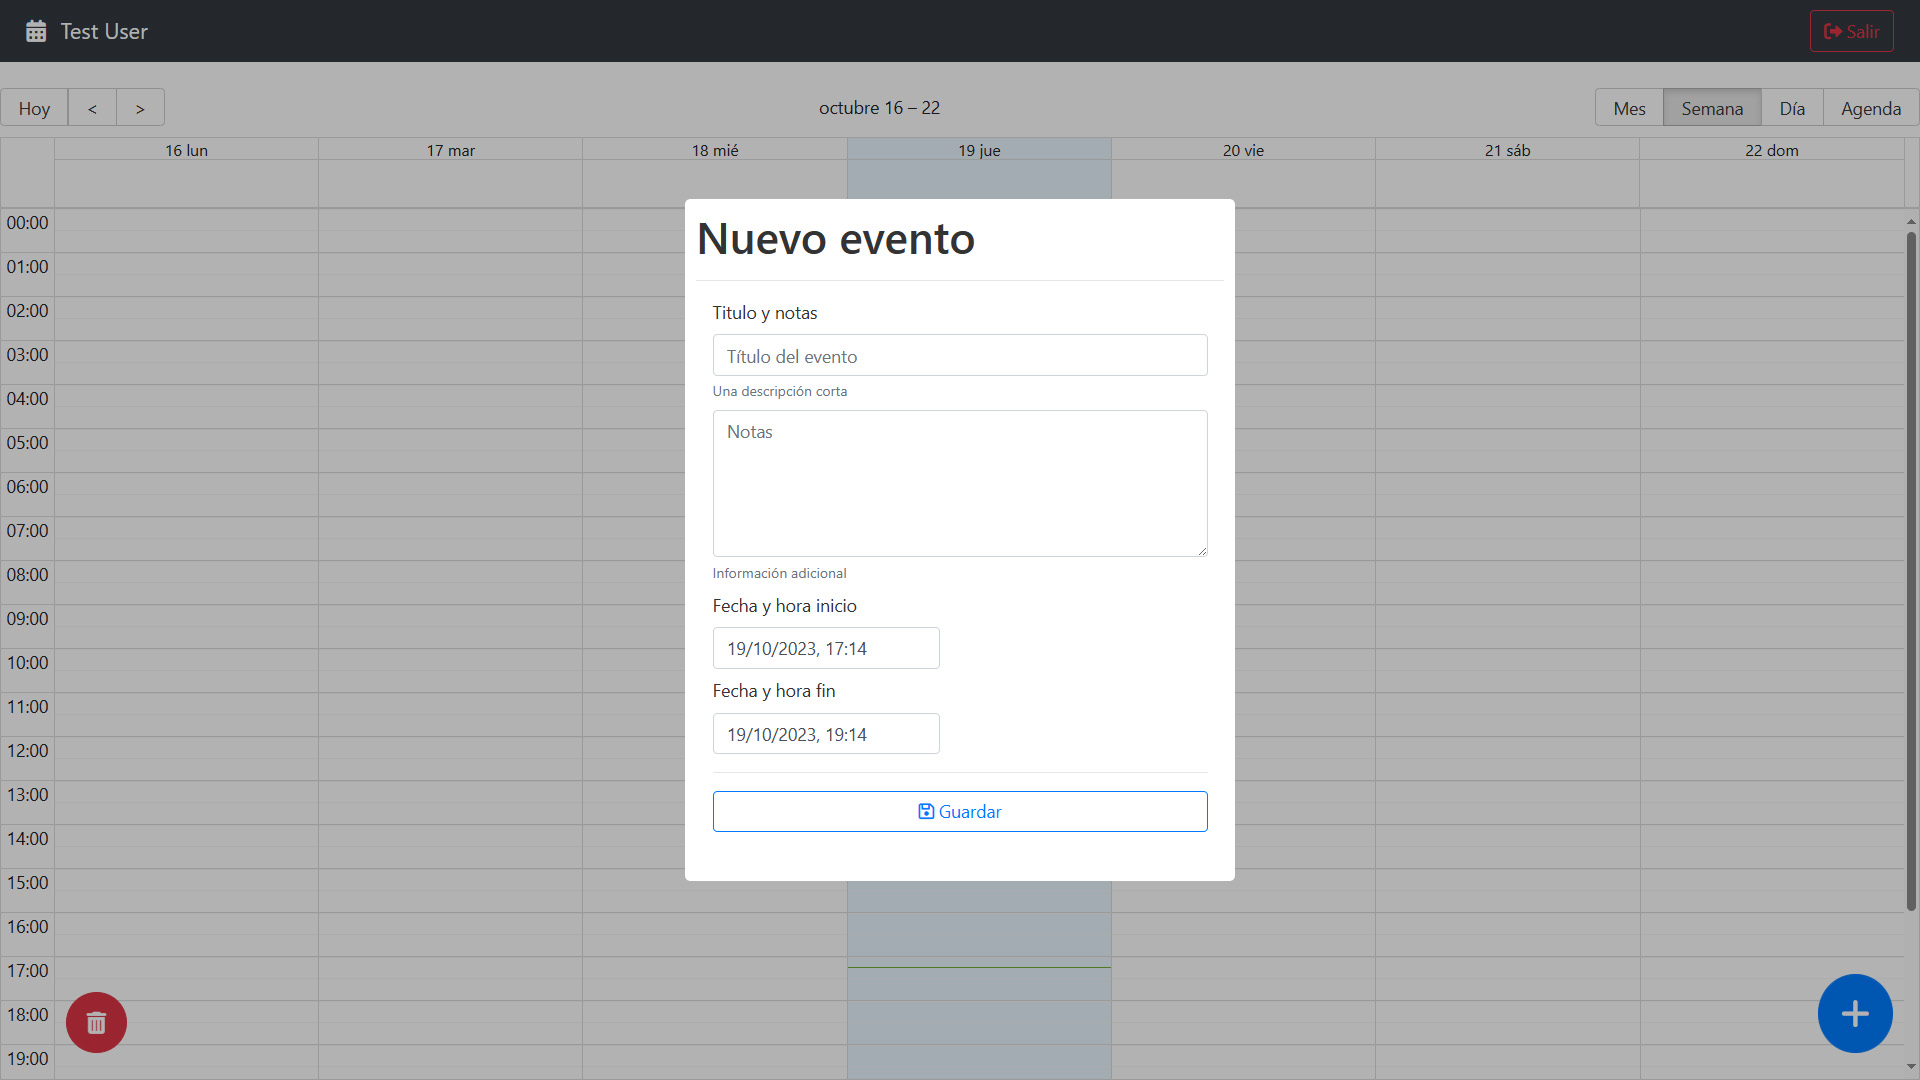 Test User
Salir
Hoy < > octubre 16 – 22 Mes Semana Día Agenda
16 lun 17 mar 18 mié 19 jue 20 vie 21 sáb 22 dom
Nuevo evento
Titulo y notas
Título del evento
Una descripción corta
Notas
Información adicional
Fecha y hora inicio
19/10/2023, 17:14
Fecha y hora fin
19/10/2023, 19:14
Guardar
00:00
01:00
02:00
03:00
04:00
05:00
06:00
07:00
08:00
09:00
10:00
11:00
12:00
13:00
14:00
15:00
16:00
17:00
18:00
19:00